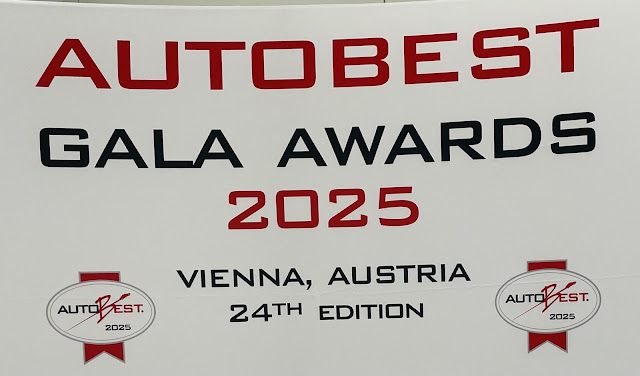 AUTOBEST
GALA AWARDS
2025
VIENNA, AUSTRIA
24TH EDITION
AUTOBEST.
2025
AUTOBEST.
2025